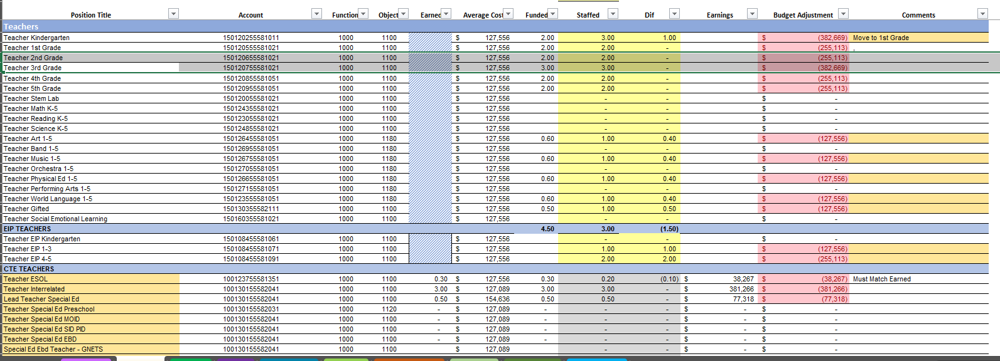 Position Title Account Function Object Earned Average Cost Funded Staffed Dif Earnings Budget Adjustment Comments
Teachers
Teacher Kindergarten 150120255581011 1000 1100 $ 127,556 2.00 3.00 1.00 $ (382,669) Move to 1st Grade
Teacher 1st Grade 150120255581021 1000 1100 $ 127,556 2.00 2.00 - $ (255,113) ,
Teacher 2nd Grade 150120655581021 1000 1100 $ 127,556 2.00 2.00 - $ (255,113)
Teacher 3rd Grade 150120755581021 1000 1100 $ 127,556 3.00 3.00 - $ (382,669)
Teacher 4th Grade 150120855581051 1000 1100 $ 127,556 2.00 2.00 - $ (255,113)
Teacher 5th Grade 150120955581051 1000 1100 $ 127,556 2.00 2.00 - $ (255,113)
Teacher Stem Lab 150120055581021 1000 1100 $ 127,556 - - $ -
Teacher Math K-5 150124355581021 1000 1100 $ 127,556 - - $ -
Teacher Reading K-5 150123055581021 1000 1100 $ 127,556 - - $ -
Teacher Science K-5 150124855581021 1000 1100 $ 127,556 - - $ -
Teacher Art 1-5 150126455581051 1000 1180 $ 127,556 0.60 1.00 0.40 $ (127,556)
Teacher Band 1-5 150126955581051 1000 1180 $ 127,556 - - $ -
Teacher Music 1-5 150126755581051 1000 1180 $ 127,556 0.60 1.00 0.40 $ (127,556)
Teacher Orchestra 1-5 150127055581051 1000 1180 $ 127,556 - - $ -
Teacher Physical Ed 1-5 150126655581051 1000 1180 $ 127,556 0.60 1.00 0.40 $ (127,556)
Teacher Performing Arts 1-5 150127155581051 1000 1180 $ 127,556 - - $ -
Teacher World Language 1-5 150123555581051 1000 1180 $ 127,556 0.60 1.00 0.40 $ (127,556)
Teacher Gifted 150130355582111 1000 1100 $ 127,556 0.50 1.00 0.50 $ (127,556)
Teacher Social Emotional Learning 150160355581021 1000 1100 $ 127,556 - - $ -
EIP TEACHERS 4.50 3.00 (1.50)
Teacher EIP Kindergarten 150108455581061 1000 1100 $ 127,556 - - $ -
Teacher EIP 1-3 150108455581071 1000 1100 $ 127,556 1.00 1.00 $ (127,556)
Teacher EIP 4-5 150108455581091 1000 1100 $ 127,556 2.00 2.00 $ (255,113)
CTE TEACHERS
Teacher ESOL 100123755581351 1000 1100 0.30 $ 127,556 0.30 0.20 (0.10) $ 38,267 $ (38,267) Must Match Earned
Teacher Interrelated 100130155582041 1000 1100 3.00 $ 127,089 3.00 3.00 - $ 381,266 $ (381,266)
Lead Teacher Special Ed 100130155582041 1000 1100 0.50 $ 154,636 0.50 0.50 - $ 77,318 $ (77,318)
Teacher Special Ed Preschool 100130155582031 1000 1120 - $ 127,089 - - - $ - $ -
Teacher Special Ed MOID 100130155582041 1000 1100 - $ 127,089 - - - $ - $ -
Teacher Special Ed SID PID 100130155582041 1000 1100 - $ 127,089 - - - $ - $ -
Teacher Special Ed EBD 100130155582041 1000 1100 - $ 127,089 - - - $ - $ -
Special Ed Ebd Teacher - GNETS 100130155582041 1000 1100 $ 127,089 - - $ - $ -